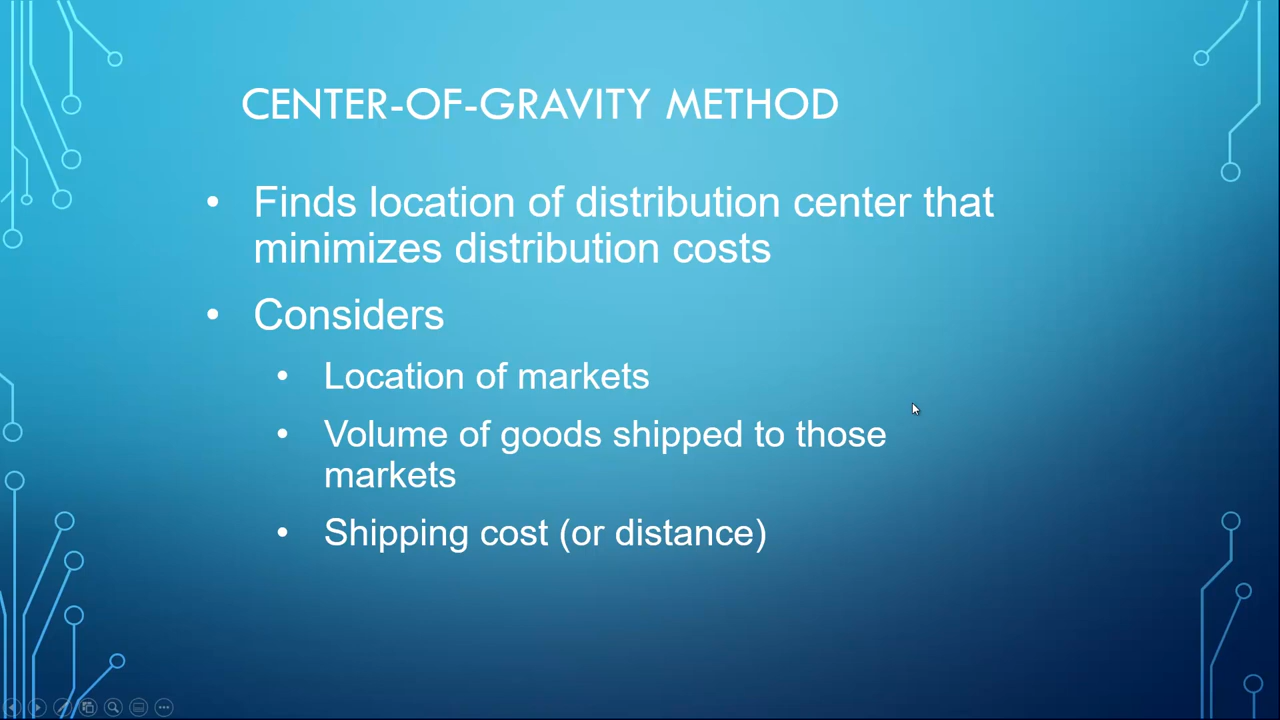 CENTER-OF-GRAVITY METHOD
• Finds location of distribution center that
minimizes distribution costs
• Considers
• Location of markets
• Volume of goods shipped to those
markets
• Shipping cost (or distance)